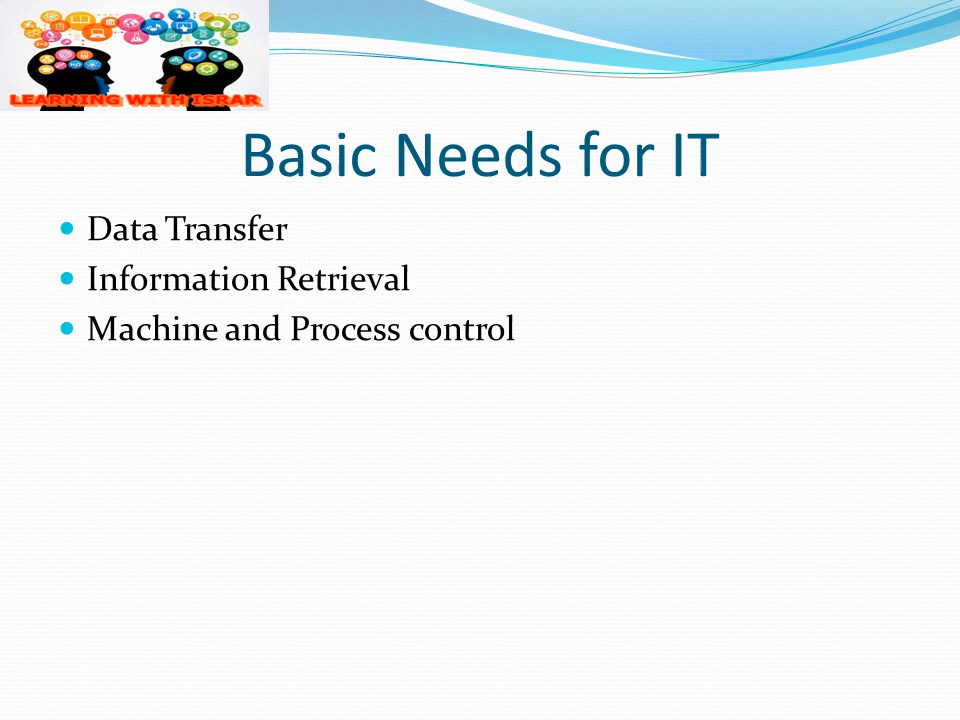 LEARNING WITH ISRAR
Basic Needs for IT
Data Transfer
Information Retrieval
Machine and Process control